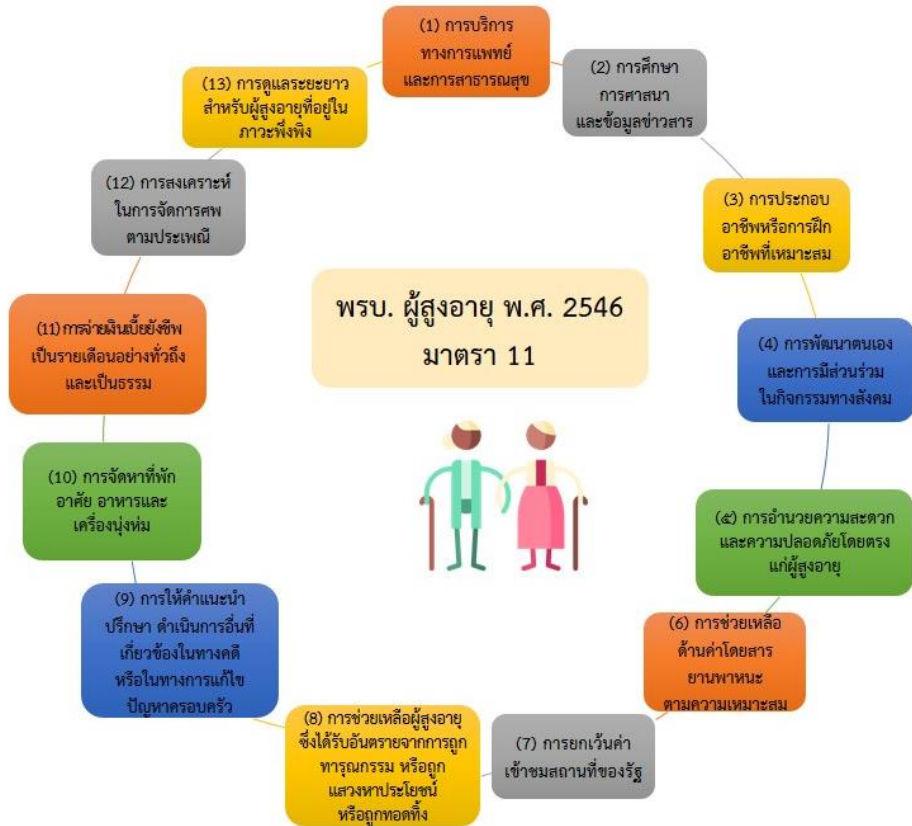 (1) การบริการ
ทางการแพทย์
และการสาธารณสุข
(2) การศึกษา
การศาสนา
และข้อมูลข่าวสาร
(3) การประกอบ
อาชีพหรือการฝึก
อาชีพที่เหมาะสม
(4) การพัฒนาตนเอง
และการมีส่วนร่วม
ในกิจกรรมทางสังคม
(๕) การอำนวยความสะดวก
และความปลอดภัยโดยตรง
แก่ผู้สูงอายุ
(6) การช่วยเหลือ
ด้านค่าโดยสาร
ยานพาหนะ
ตามความเหมาะสม
(7) การยกเว้นค่า
เข้าชมสถานที่ของรัฐ
(8) การช่วยเหลือผู้สูงอายุ
ซึ่งได้รับอันตรายจากการถูก
ทารุณกรรม หรือถูก
แสวงหาประโยชน์
หรือถูกทอดทิ้ง
(9) การให้คำแนะนำ
ปรึกษา ดำเนินการอื่นที่
เกี่ยวข้องในทางคดี
หรือในทางการแก้ไข
ปัญหาครอบครัว
(10) การจัดหาที่พัก
อาศัย อาหารและ
เครื่องนุ่งห่ม
(11) การจ่ายเงินเบี้ยยังชีพ
เป็นรายเดือนอย่างทั่วถึง
และเป็นธรรม
(12) การสงเคราะห์
ในการจัดการศพ
ตามประเพณี
(13) การดูแลระยะยาว
สำหรับผู้สูงอายุที่อยู่ใน
ภาวะพึ่งพิง
พรบ. ผู้สูงอายุ พ.ศ. 2546
มาตรา 11